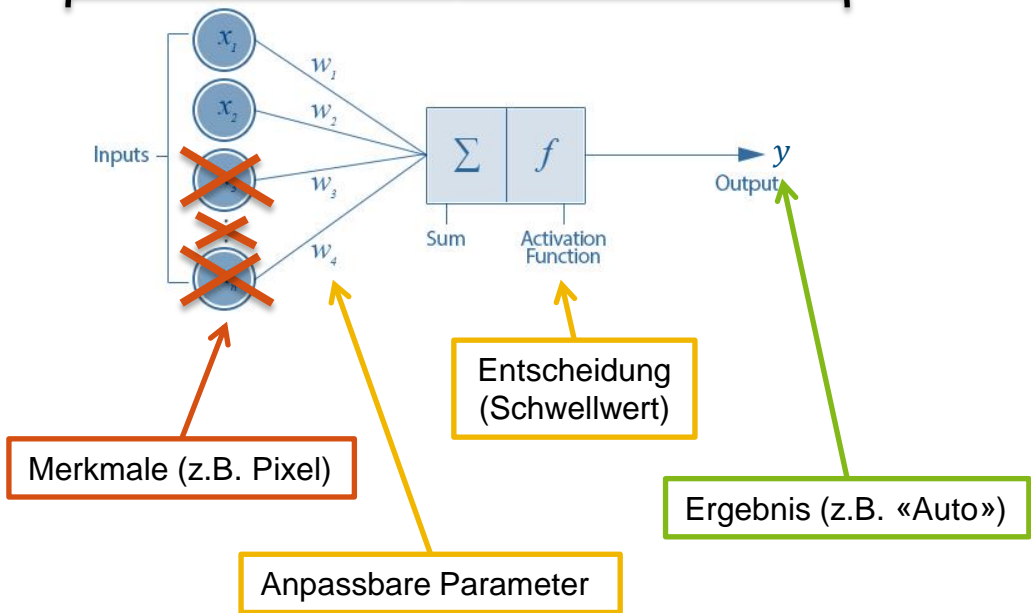 x1
w1
x2
w2
Inputs
Σ f
y
Output
w3
Sum
Activation
Function
w4
n
Entscheidung
(Schwellwert)
Merkmale (z.B. Pixel)
Ergebnis (z.B. «Auto»)
Anpassbare Parameter